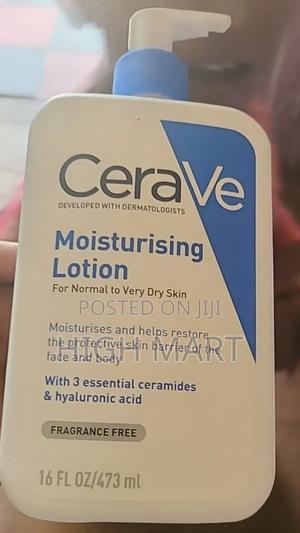 CeraVe
DEVELOPED WITH DERMATOLOGISTS
Moisturising
Lotion
For Normal to Very Dry Skin
POSTED ON JIJI
Moisturises and helps restore
the protective skin barrier of the
HIGH MART
face and body
With 3 essential ceramides
& hyaluronic acid
FRAGRANCE FREE
16 FL OZ/473 ml